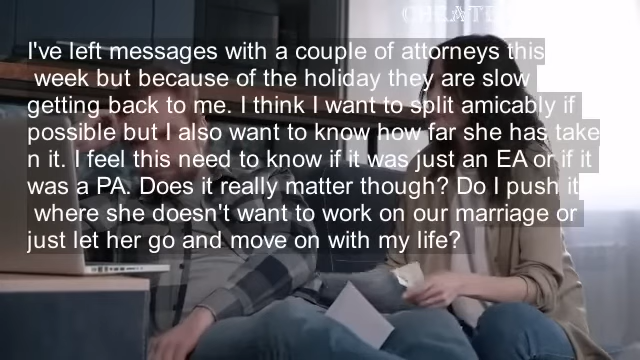 CHEATE
I've left messages with a couple of attorneys this
week but because of the holiday they are slow
getting back to me. I think I want to split amicably if
possible but I also want to know how far she has take
n it. I feel this need to know if it was just an EA or if it
was a PA. Does it really matter though? Do I push it
where she doesn't want to work on our marriage or
just let her go and move on with my life?